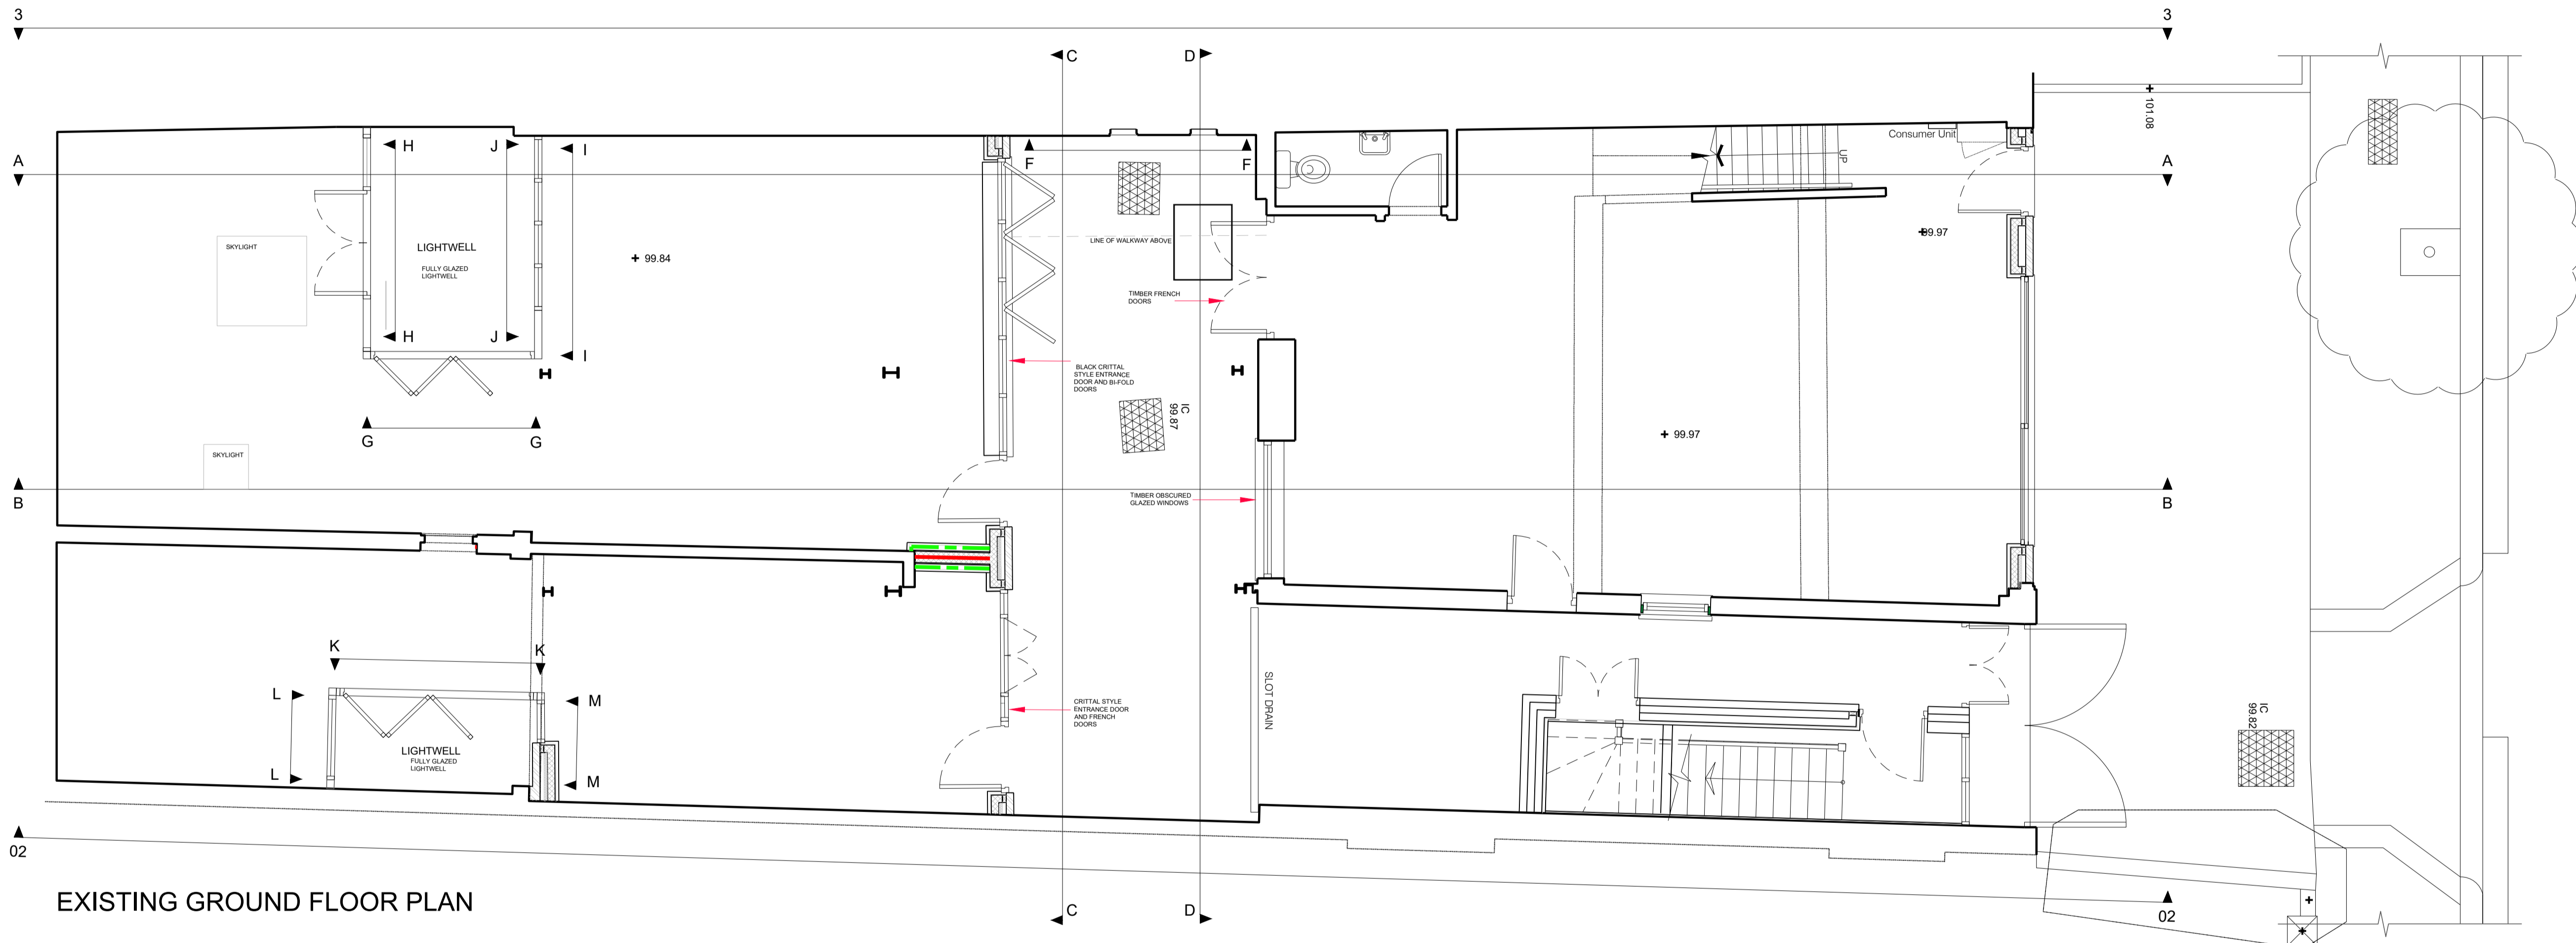 3
3
C
D
101.08
Consumer Unit
H
J
I
F
F
A
A
UP
SKYLIGHT
LIGHTWELL
FULLY GLAZED
LIGHTWELL
99.84
LINE OF WALKWAY ABOVE
99.97
TIMBER FRENCH
DOORS
H
J
I
BLACK CRITTAL
STYLE ENTRANCE
DOOR AND BI-FOLD
DOORS
IC
99.87
G
G
99.97
SKYLIGHT
B
TIMBER OBSCURED
GLAZED WINDOWS
B
K
K
L
M
SLOT DRAIN
CRITTAL STYLE
ENTRANCE DOOR
AND FRENCH
DOORS
IC
99.82
LIGHTWELL
FULLY GLAZED
LIGHTWELL
L
M
02
EXISTING GROUND FLOOR PLAN
C
D
02